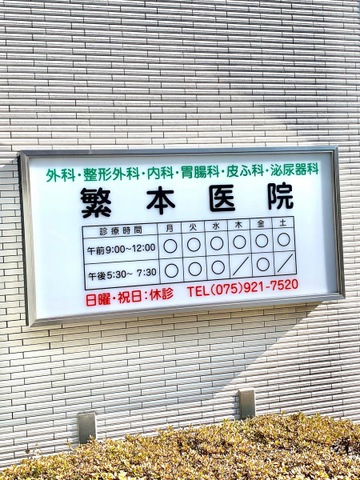 外科・整形外科・内科・胃腸科・皮ふ科・泌尿器科
繁本医院
診療時間 月 火 水 木 金 土
午前9:00~12:00 ○ ○ ○ ○ ○ ○
午後5:30~7:30 ○ ○ ○ / ○ /
日曜・祝日:休診 TEL(075)921-7520